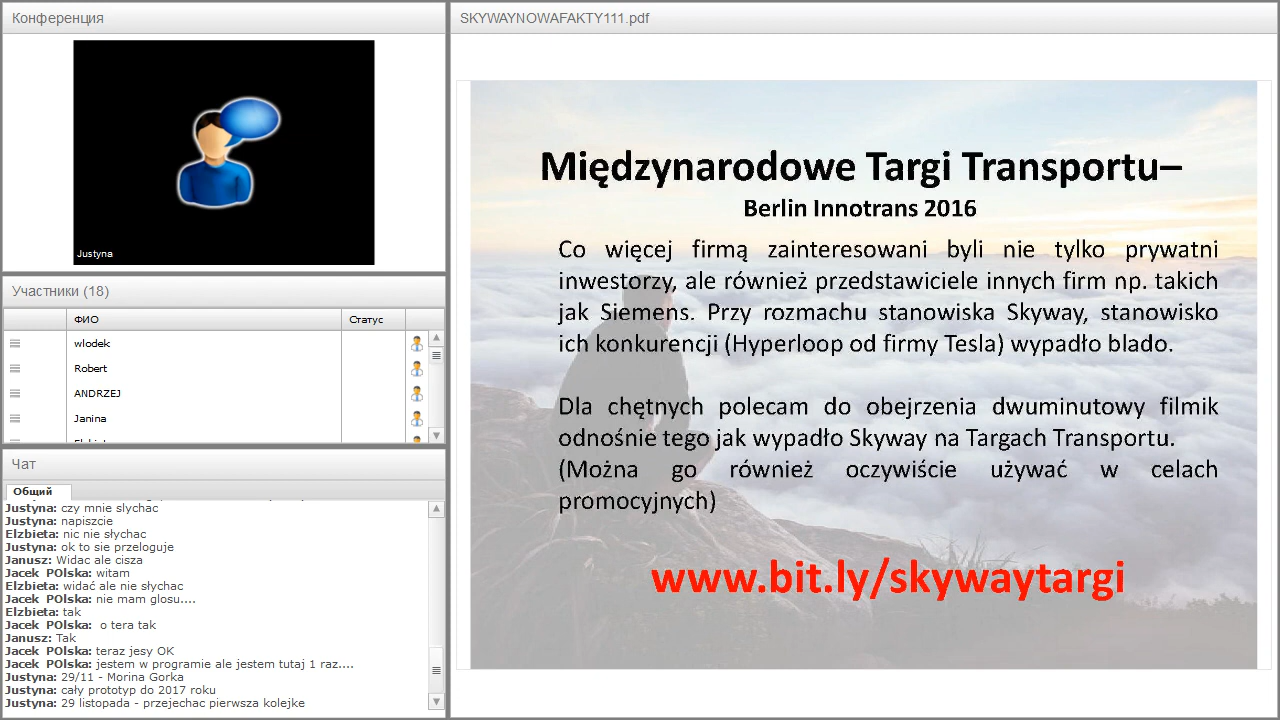 Конференция
Justyna
Участники (18)
ФИО
Статус
wlodek
Robert
ANDRZEJ
Janina
Чат
Общий
Justyna: czy mnie slychac
Justyna: napiszcie
Elzbieta: nic nie słychac
Justyna: ok to sie przeloguje
Janusz: Widac ale cisza
Jacek POlska: witam
Elzbieta: widać ale nie słychac
Jacek POlska: nie mam glosu....
Elzbieta: tak
Jacek POlska: o tera tak
Janusz: Tak
Jacek POlska: teraz jesy OK
Jacek POlska: jestem w programie ale jestem tutaj 1 raz....
Justyna: 29/11 - Morina Gorka
Justyna: cały prototyp do 2017 roku
Justyna: 29 listopada - przepychac pierwsza kolejke
SKYWAYNOWAFAKTY111.pdf
Międzynarodowe Targi Transportu–
Berlin Innotrans 2016
Co więcej firmą zainteresowani byli nie tylko prywatni
inwestorzy, ale również przedstawiciele innych firm np. takich
jak Siemens. Przy rozmachu stanowiska Skyway, stanowisko
ich konkurencji (Hyperloop od firmy Tesla) wypadło blado.
Dla chętnych polecam do obejrzenia dwuminutowy filmik
odnośnie tego jak wypadło Skyway na Targach Transportu.
(Można go również oczywiście używać w celach
promocyjnych)
www.bit.ly/skywaytargi